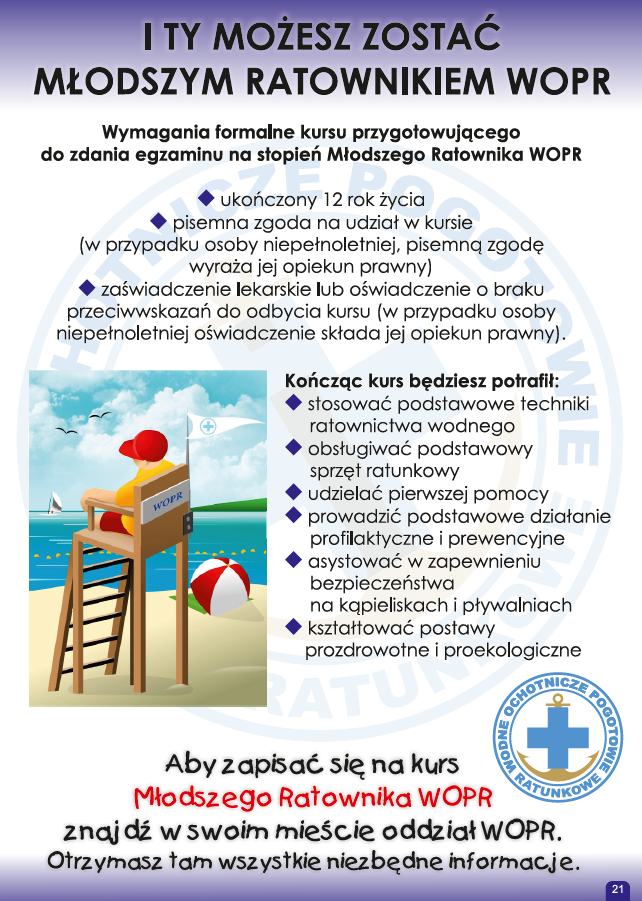 I TY MOŻESZ ZOSTAĆ
MŁODSZYM RATOWNIKIEM WOPR
Wymagania formalne kursu przygotowującego
do zdania egzaminu na stopień Młodszego Ratownika WOPR
ukończony 12 rok życia
pisemna zgoda na udział w kursie
(w przypadku osoby niepełnoletniej, pisemną zgodę
wyraża jej opiekun prawny)
zaświadczenie lekarskie lub oświadczenie o braku
przeciwwskazań do odbycia kursu (w przypadku osoby
niepełnoletniej oświadczenie składa jej opiekun prawny).
Kończąc kurs będziesz potrafił:
stosować podstawowe techniki
ratownictwa wodnego
obsługiwać podstawowy
sprzęt ratunkowy
udzielać pierwszej pomocy
prowadzić podstawowe działanie
profilaktyczne i prewencyjne
asystować w zapewnieniu
bezpieczeństwa
na kąpieliskach i pływalniach
kształtować postawy
prozdrowotne i proekologiczne
WOPR
WODNE OCHOTNICZE POGOTOWIE RATUNKOWE
Aby zapisać się na kurs
Młodszego Ratownika WOPR
znajdź w swoim mieście oddział WOPR.
Otrzymasz tam wszystkie niezbędne informacje.
21